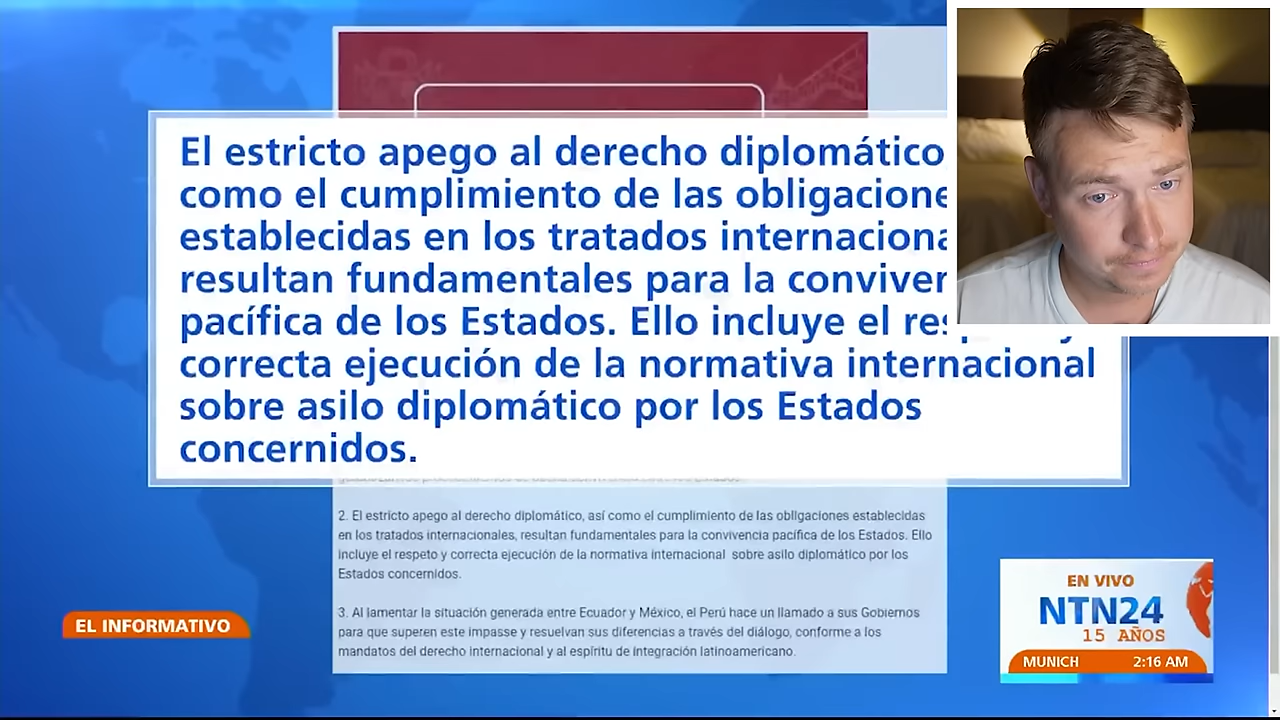 El estricto apego al derecho diplomático
como el cumplimiento de las obligacione
establecidas en los tratados internaciona
resultan fundamentales para la conviven
pacífica de los Estados. Ello incluye el
correcta ejecución de la normativa internacional
sobre asilo diplomático por los Estados
concernidos.
2. El estricto apego al derecho diplomático, así como el cumplimiento de las obligaciones establecidas
en los tratados internacionales, resultan fundamentales para la convivencia pacífica de los Estados. Ello
incluye el respeto y correcta ejecución de la normativa internacional sobre asilo diplomático por los
Estados concernidos.
3. Al lamentar la situación generada entre Ecuador y México, el Perú hace un llamado a sus Gobiernos
para que superen este impasse y resuelvan sus diferencias a través del diálogo, conforme a los
mandatos del derecho internacional y al espíritu de integración latinoamericano.
EL INFORMATIVO
EN VIVO
NTN24
15 AÑOS
MUNICH 2:16 AM